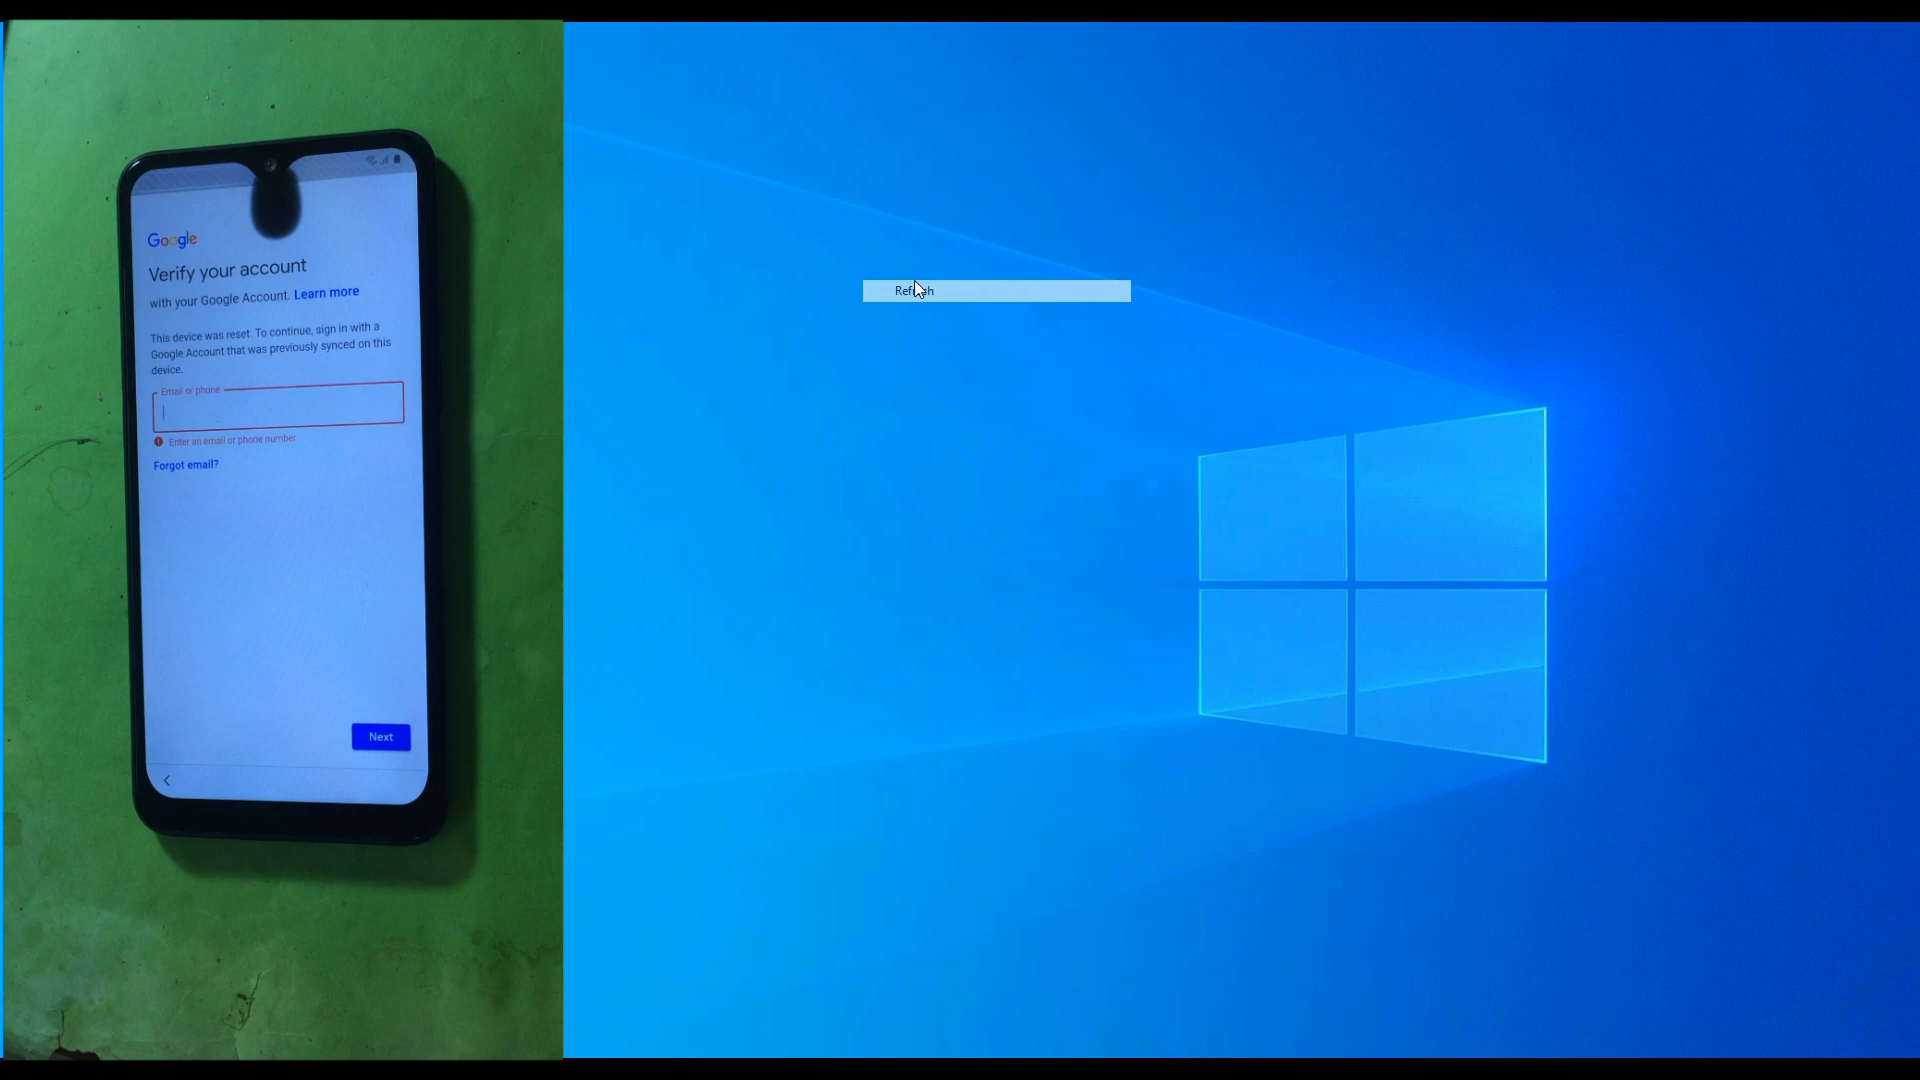 Google
Verify your account
with your Google Account. Learn more
This device was reset. To continue, sign in with a
Google Account that was previously synced on this
device.
Email or phone
Enter an email or phone number
Forgot email?
Next
Refresh